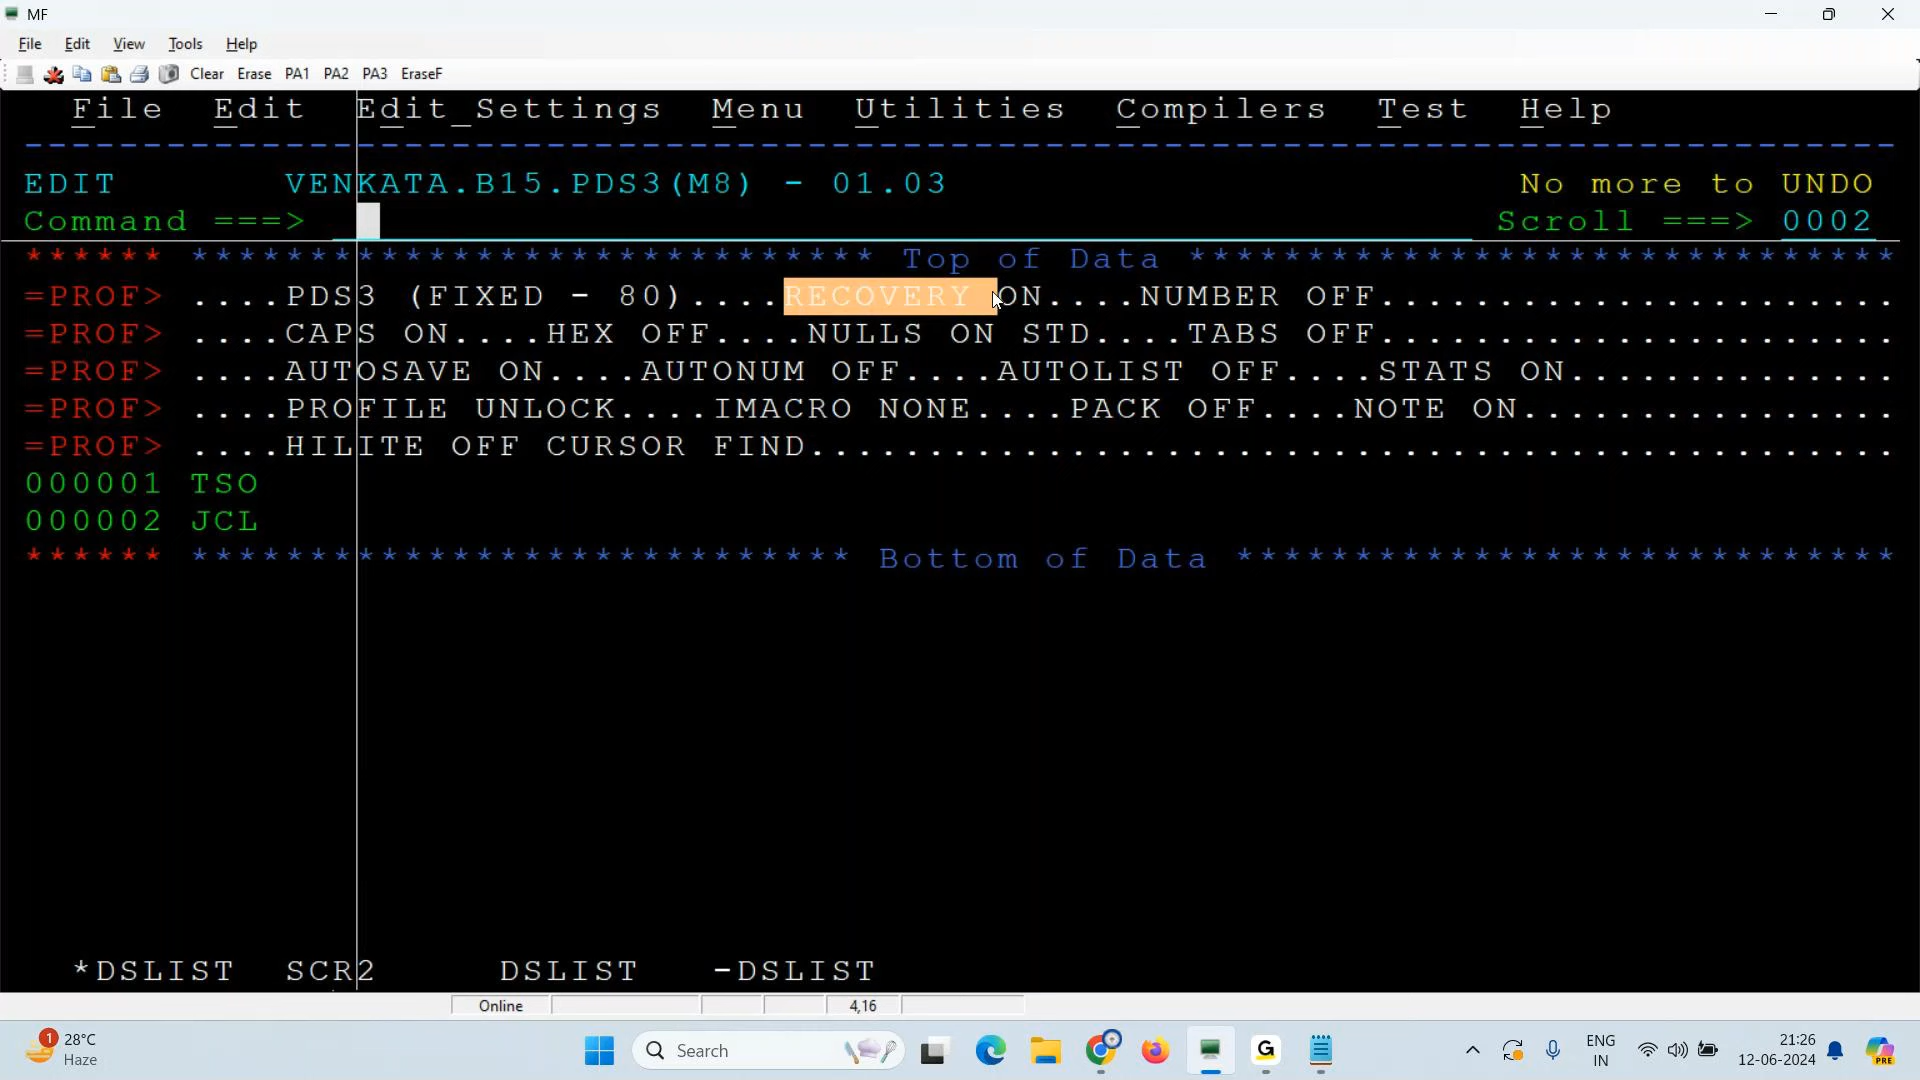 MF
File Edit View Tools Help
Clear Erase PA1 PA2 PA3 EraseF
File Edit Edit_Settings Menu Utilities Compilers Test Help
-------------------------------------------------------------------------------
EDIT VENKATA.B15.PDS3(M8) - 01.03 No more to UNDO
Command ===> Scroll ===> 0002
****** ***************************** Top of Data ******************************
=PROF> ....PDS3 (FIXED - 80)....RECOVERY ON....NUMBER OFF......................
=PROF> ....CAPS ON....HEX OFF....NULLS ON STD....TABS OFF......................
=PROF> ....AUTOSAVE ON....AUTONUM OFF....AUTOLIST OFF....STATS ON..............
=PROF> ....PROFILE UNLOCK....IMACRO NONE....PACK OFF....NOTE ON................
=PROF> ....HILITE OFF CURSOR FIND..............................................
000001 TSO
000002 JCL
****** **************************** Bottom of Data ****************************
*DSLIST SCR2 DSLIST -DSLIST
Online 4,16
1 28°C
Haze
Search
G
PRE
ENG
IN
21:26
12-06-2024